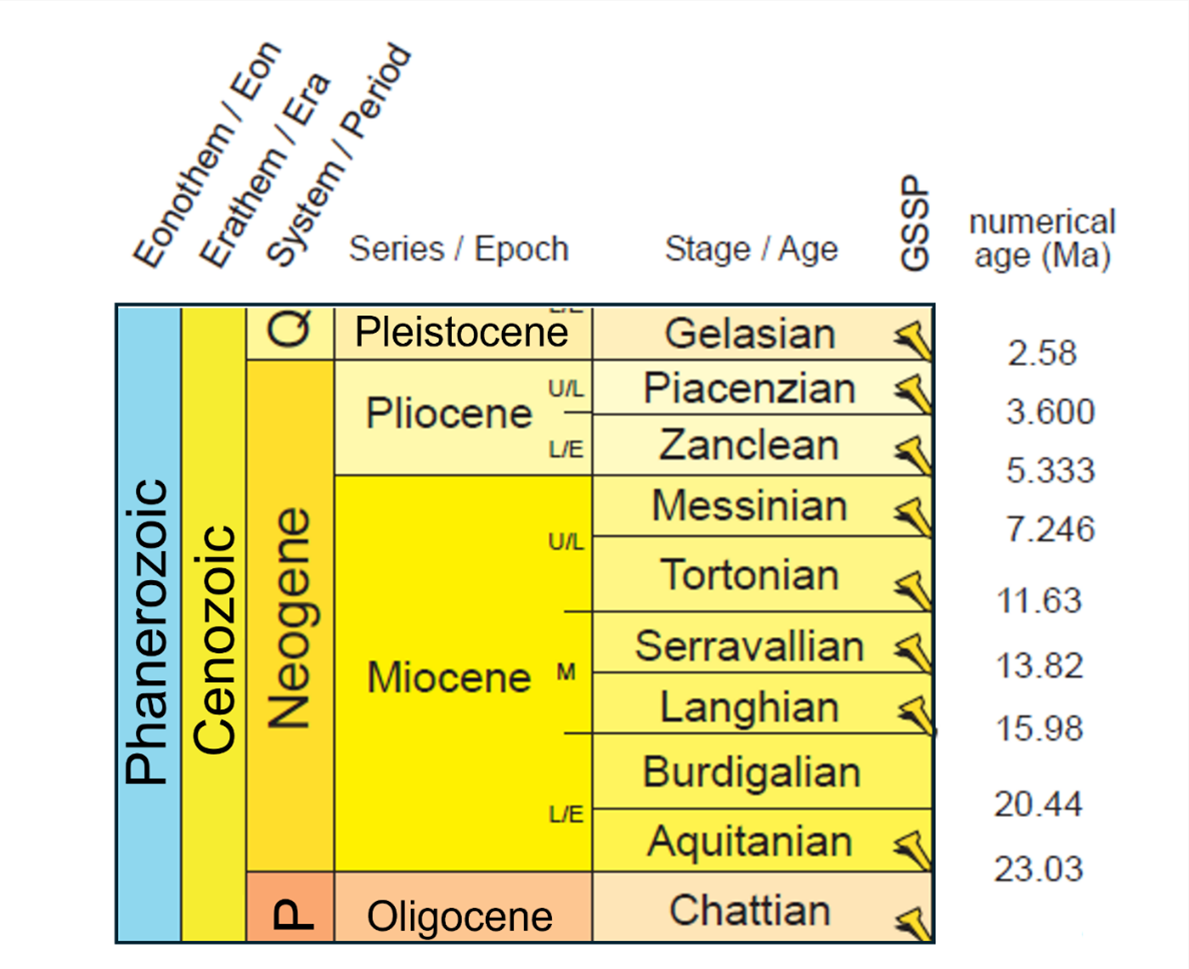 Eonothem / Eon
Erathem / Era
System / Period
Series / Epoch
Stage / Age
GSSP
numerical
age (Ma)
Phanerozoic
Cenozoic
Q
Pleistocene
Gelasian
2.58
Neogene
Pliocene
U/L
Piacenzian
3.600
L/E
Zanclean
5.333
Miocene
U/L
Messinian
7.246
Tortonian
11.63
M
Serravallian
13.82
Langhian
15.98
L/E
Burdigalian
20.44
Aquitanian
23.03
P
Oligocene
Chattian